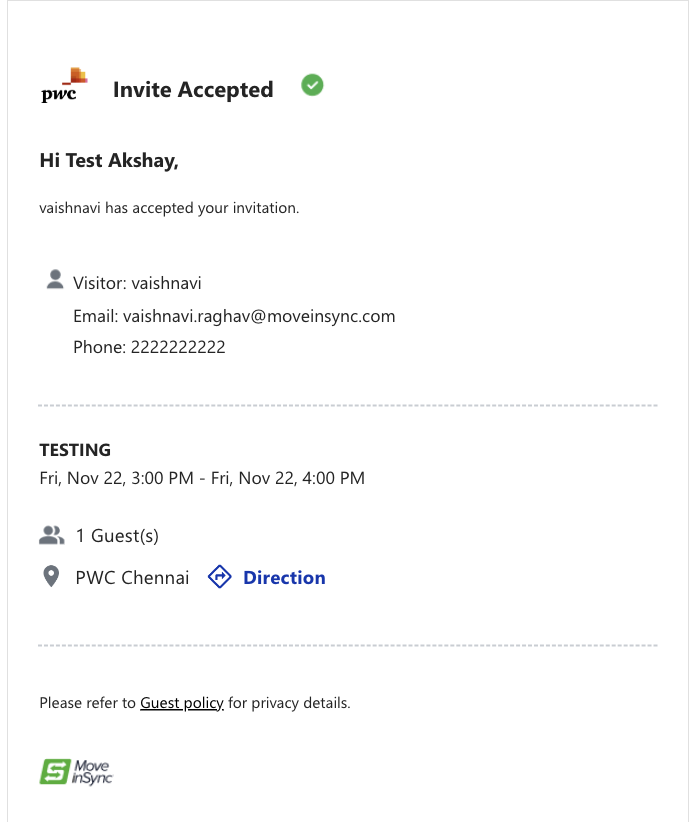 pwc
Invite Accepted
Hi Test Akshay,
vaishnavi has accepted your invitation.
Visitor: vaishnavi
Email: vaishnavi.raghav@moveinsync.com
Phone: 2222222222
TESTING
Fri, Nov 22, 3:00 PM - Fri, Nov 22, 4:00 PM
1 Guest(s)
PWC Chennai Direction
Please refer to Guest policy for privacy details.
Move
inSync